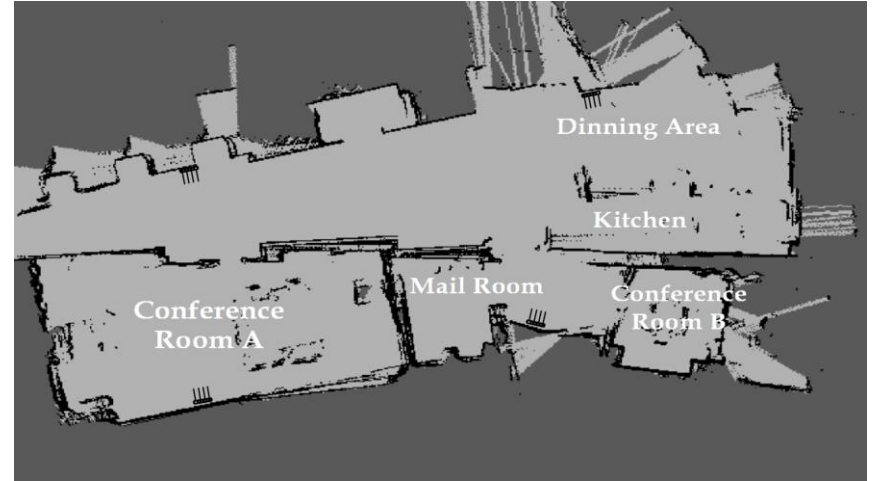 Dinning Area
Kitchen
Mail Room
Conference
Room B
Conference
Room A